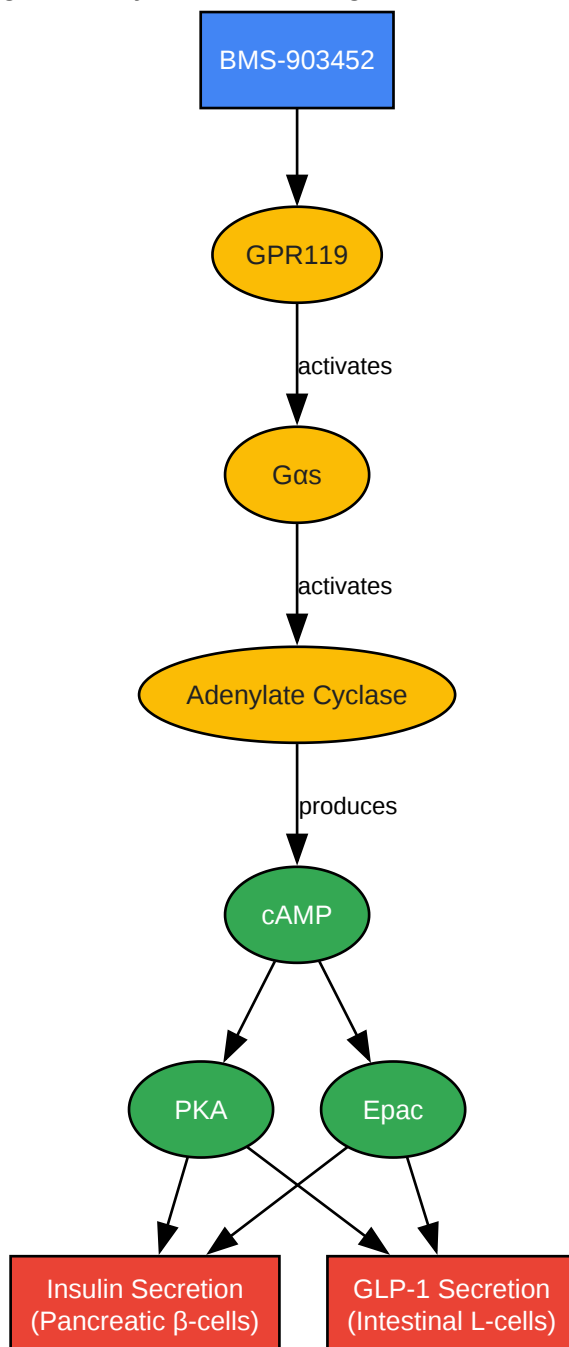 BMS-903452
GPR119
activates
Gαs
activates
Adenylate Cyclase
produces
cAMP
PKA
Epac
Insulin Secretion
(Pancreatic β-cells)
GLP-1 Secretion
(Intestinal L-cells)